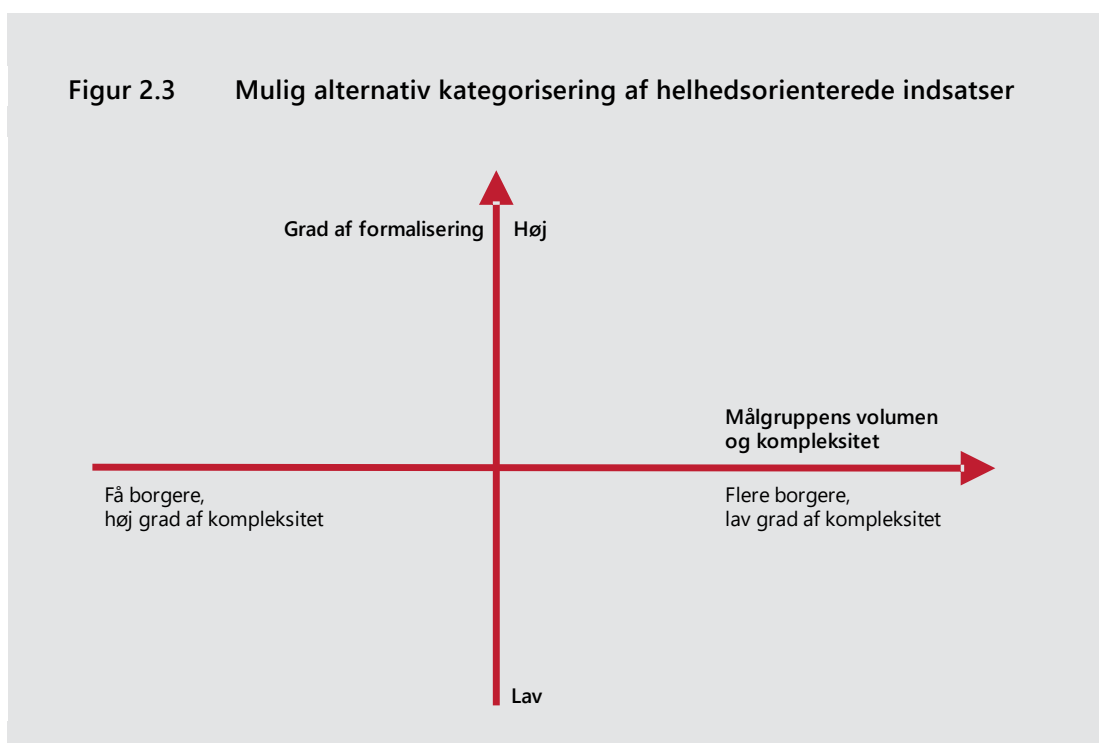 Figur 2.3 Mulig alternativ kategorisering af helhedsorienterede indsatser
Grad af formalisering
Høj
Målgruppens volumen
og kompleksitet
Få borgere,
høj grad af kompleksitet
Flere borgere,
lav grad af kompleksitet
Lav